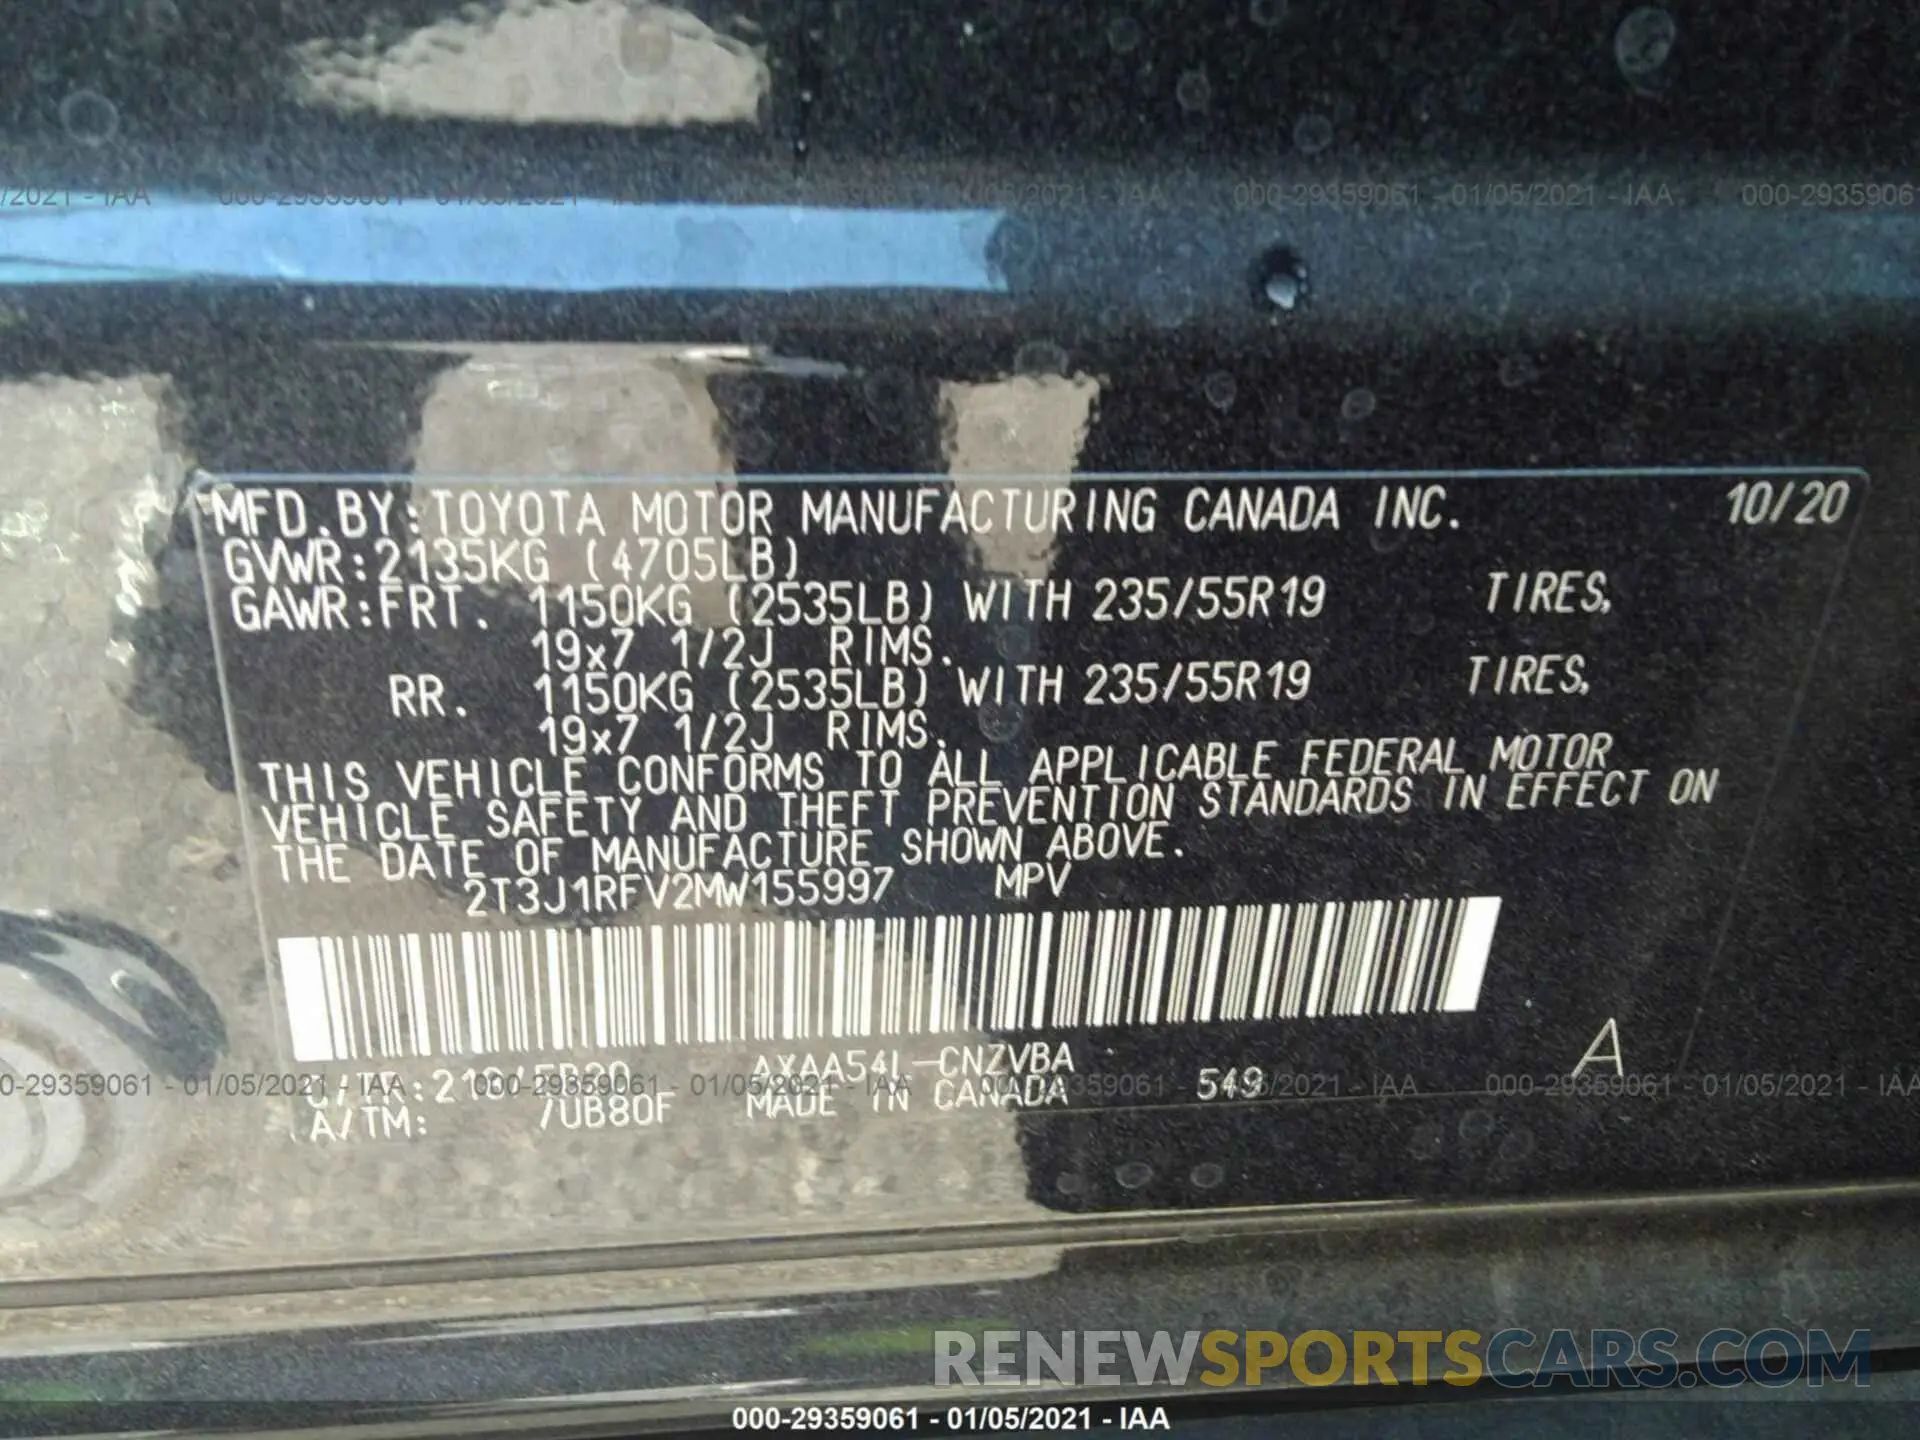 /2021 - IAA 000-29359061 - 01/05/2021 - IAA 01/05/2021 - IAA 000-29359061 - 01/05/2021 - IAA 000-29359061
MFD.BY:TOYOTA MOTOR MANUFACTURING CANADA INC. 10/20
GVWR:2135KG (4705LB)
GAWR:FRT. 1150KG (2535LB) WITH 235/55R19 TIRES,
19x7 1/2J RIMS.
RR. 1150KG (2535LB) WITH 235/55R19 TIRES,
19x7 1/2J RIMS.
THIS VEHICLE CONFORMS TO ALL APPLICABLE FEDERAL MOTOR
VEHICLE SAFETY AND THEFT PREVENTION STANDARDS IN EFFECT ON
THE DATE OF MANUFACTURE SHOWN ABOVE.
2T3J1RFV2MW155997 MPV
C/TR: AXAA54L-CNZVBA 549 A
A/TM: /UB80F MADE IN CANADA
0-29359061 - 01/05/2021 - IAA 000-29359061 - 01/05/2021 - IAA
RENEWSPORTSCARS.COM
000-29359061 - 01/05/2021 - IAA